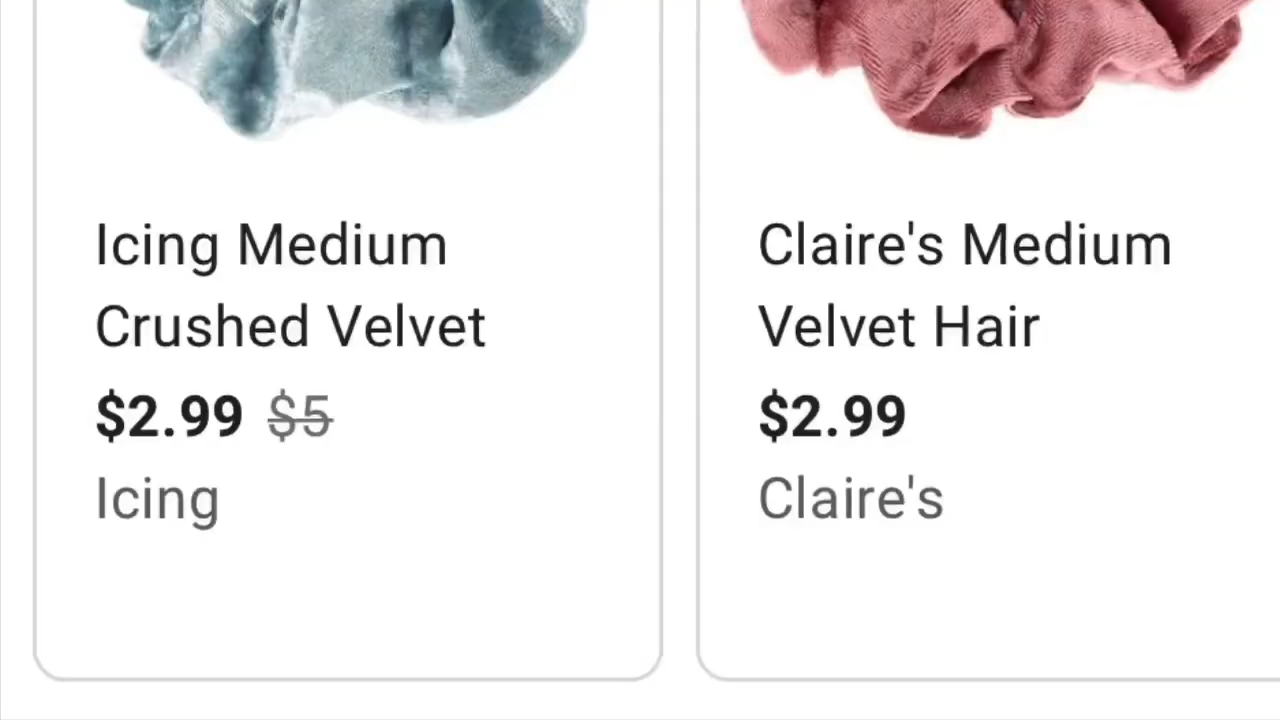 Icing Medium
Crushed Velvet
$2.99 $5
Icing
Claire's Medium
Velvet Hair
$2.99
Claire's